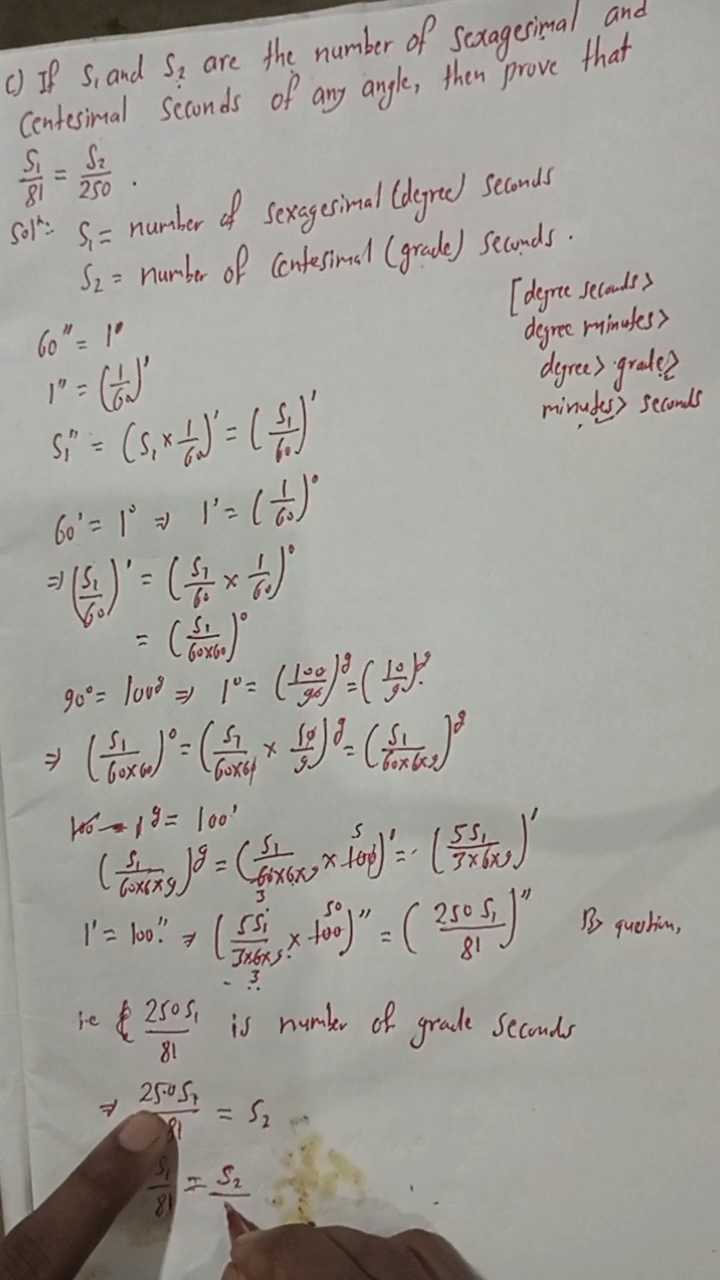 c) If S₁ and S₂ are the number of sexagesimal and
Centesimal Seconds of any angle, then prove that
S₁/81 = S₂/250 .
Solⁿ: S₁ = number of sexagesimal (degree) seconds
S₂ = number of Centesimal (grade) seconds.
[degree seconds>
degree minutes>
degree> grade>
minutes> seconds
60" = 1'
1" = (1/60)'
S₁" = (S₁ × 1/60)' = (S₁/60)'
60' = 1° ⇒ 1' = (1/60)°
⇒ (S₁/60)' = (S₁/60 × 1/60)°
= (S₁/60×60)°
90° = 100g ⇒ 1° = (100/90)g = (10/9)g.
⇒ (S₁/60×60)° = (S₁/60×60 × 10/9)g = (S₁/60×6×9)g
1g = 100'
(S₁/60×6×9)g = (S₁/60×6×9 × 100)' = (5S₁/3×6×9)'
1' = 100" ⇒ (5S₁/3×6×9 × 100)" = (250 S₁/81)" By question,
i.e 250S₁/81 is number of grade seconds
⇒ 250S₁/81 = S₂
S₁/81 = S₂